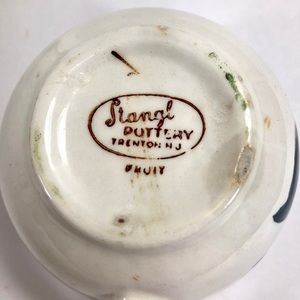 Stangl
POTTERY
TRENTON N J
FRUIT